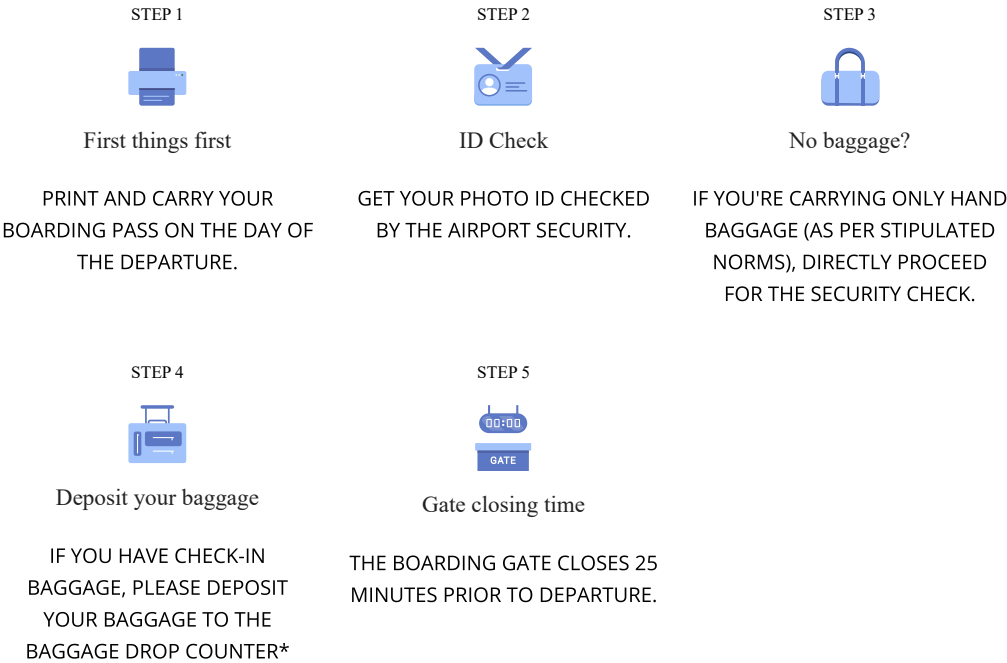 STEP 1
First things first
PRINT AND CARRY YOUR
BOARDING PASS ON THE DAY OF
THE DEPARTURE.
STEP 2
ID Check
GET YOUR PHOTO ID CHECKED
BY THE AIRPORT SECURITY.
STEP 3
No baggage?
IF YOU'RE CARRYING ONLY HAND
BAGGAGE (AS PER STIPULATED
NORMS), DIRECTLY PROCEED
FOR THE SECURITY CHECK.
STEP 4
Deposit your baggage
IF YOU HAVE CHECK-IN
BAGGAGE, PLEASE DEPOSIT
YOUR BAGGAGE TO THE
BAGGAGE DROP COUNTER*
STEP 5
00:00
GATE
Gate closing time
THE BOARDING GATE CLOSES 25
MINUTES PRIOR TO DEPARTURE.